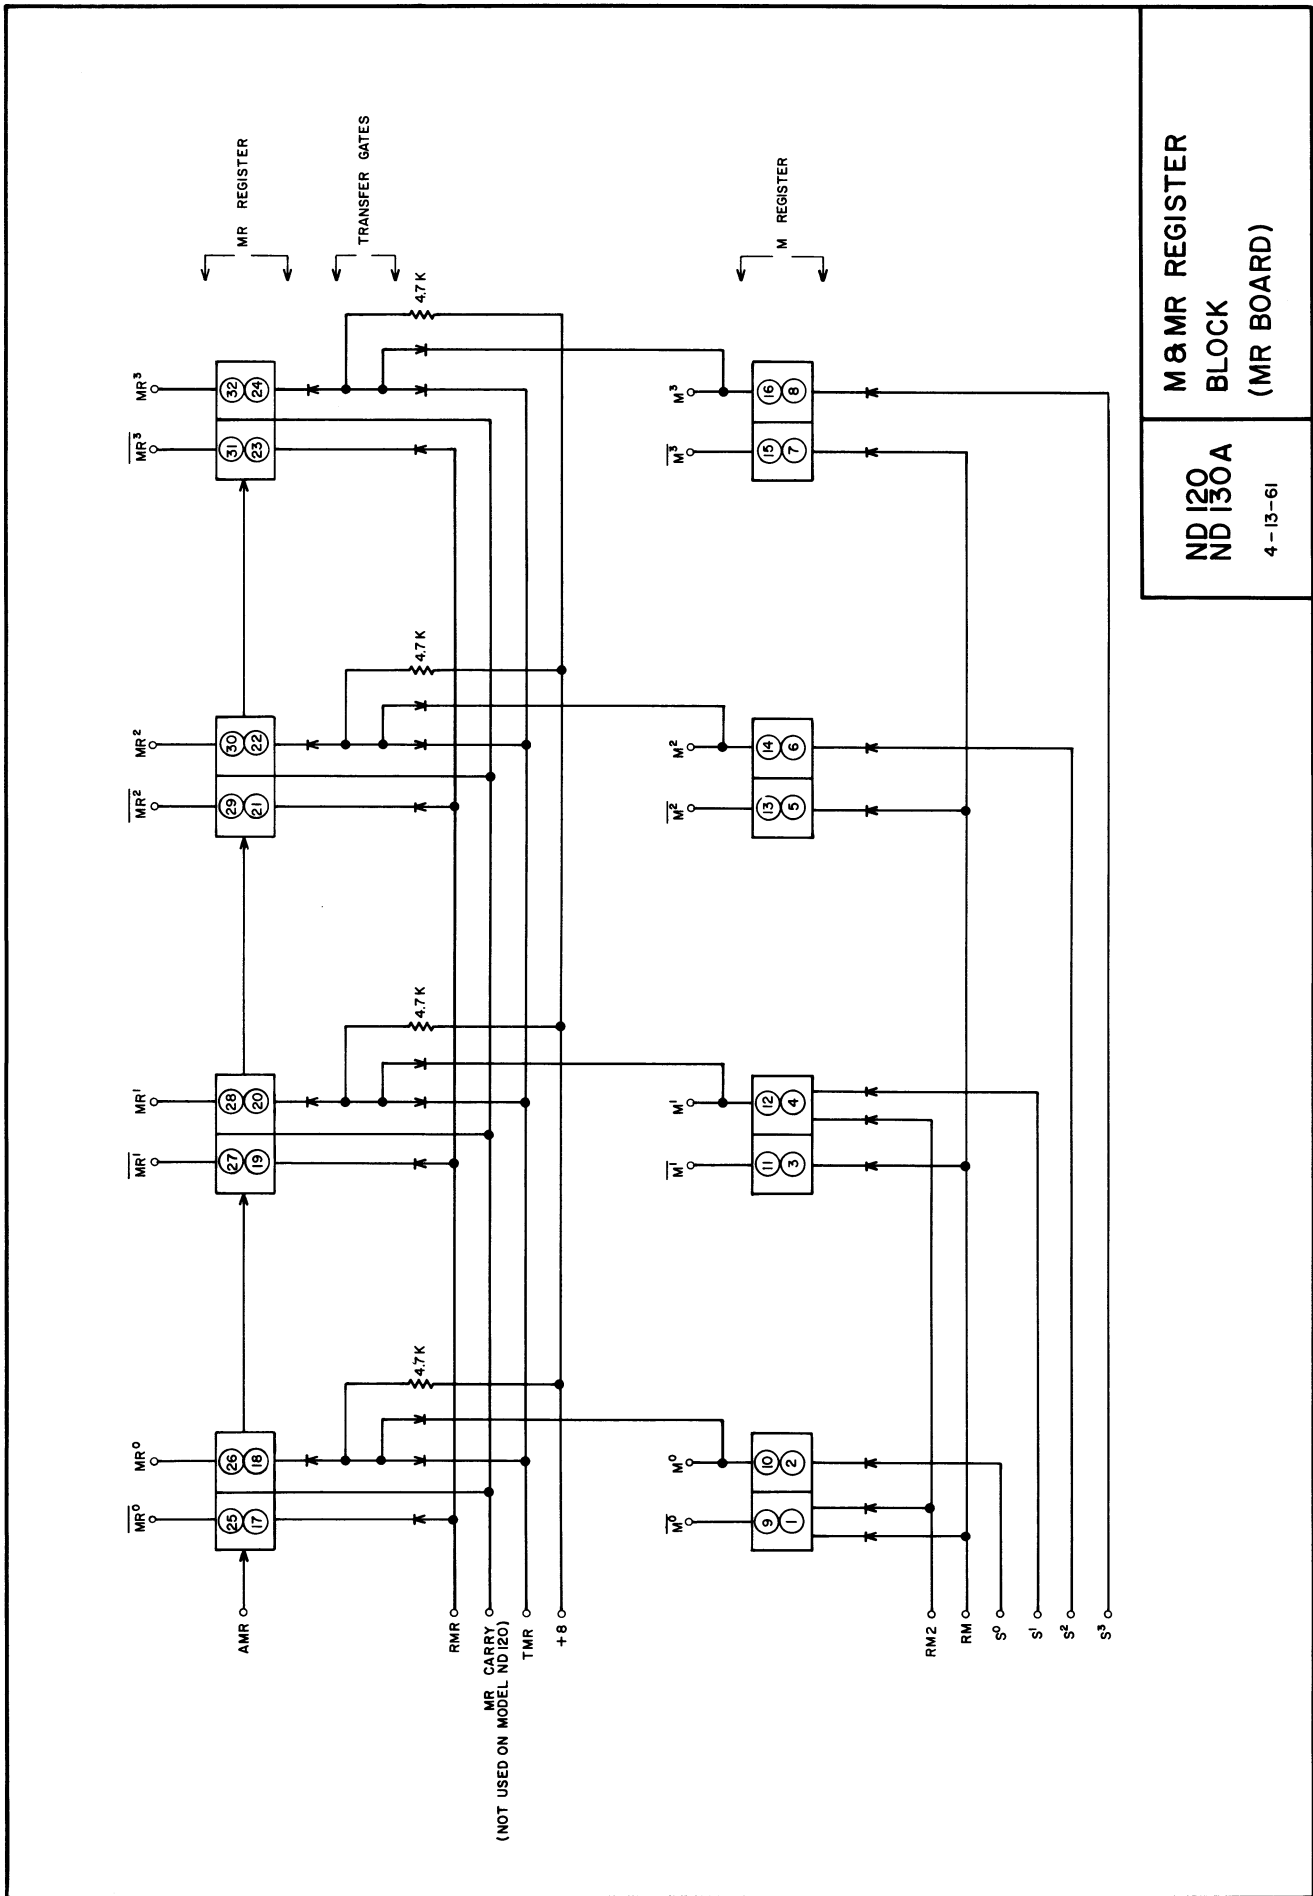 MR³
MR³
MR²
MR²
MR¹
MR¹
MR⁰
MR⁰
32
24
31
23
30
22
29
21
28
20
27
19
26
18
25
17
MR REGISTER
TRANSFER GATES
4.7K
4.7K
4.7K
4.7K
AMR
RMR
MR CARRY
(NOT USED ON MODEL ND120)
TMR
+8
M³
M³
M²
M²
M¹
M¹
M⁰
M⁰
16
8
15
7
14
6
13
5
12
4
11
3
10
2
9
1
M REGISTER
RM2
RM
S⁰
S¹
S²
S³
ND 120
ND 130A
4-13-61
M & MR REGISTER
BLOCK
(MR BOARD)